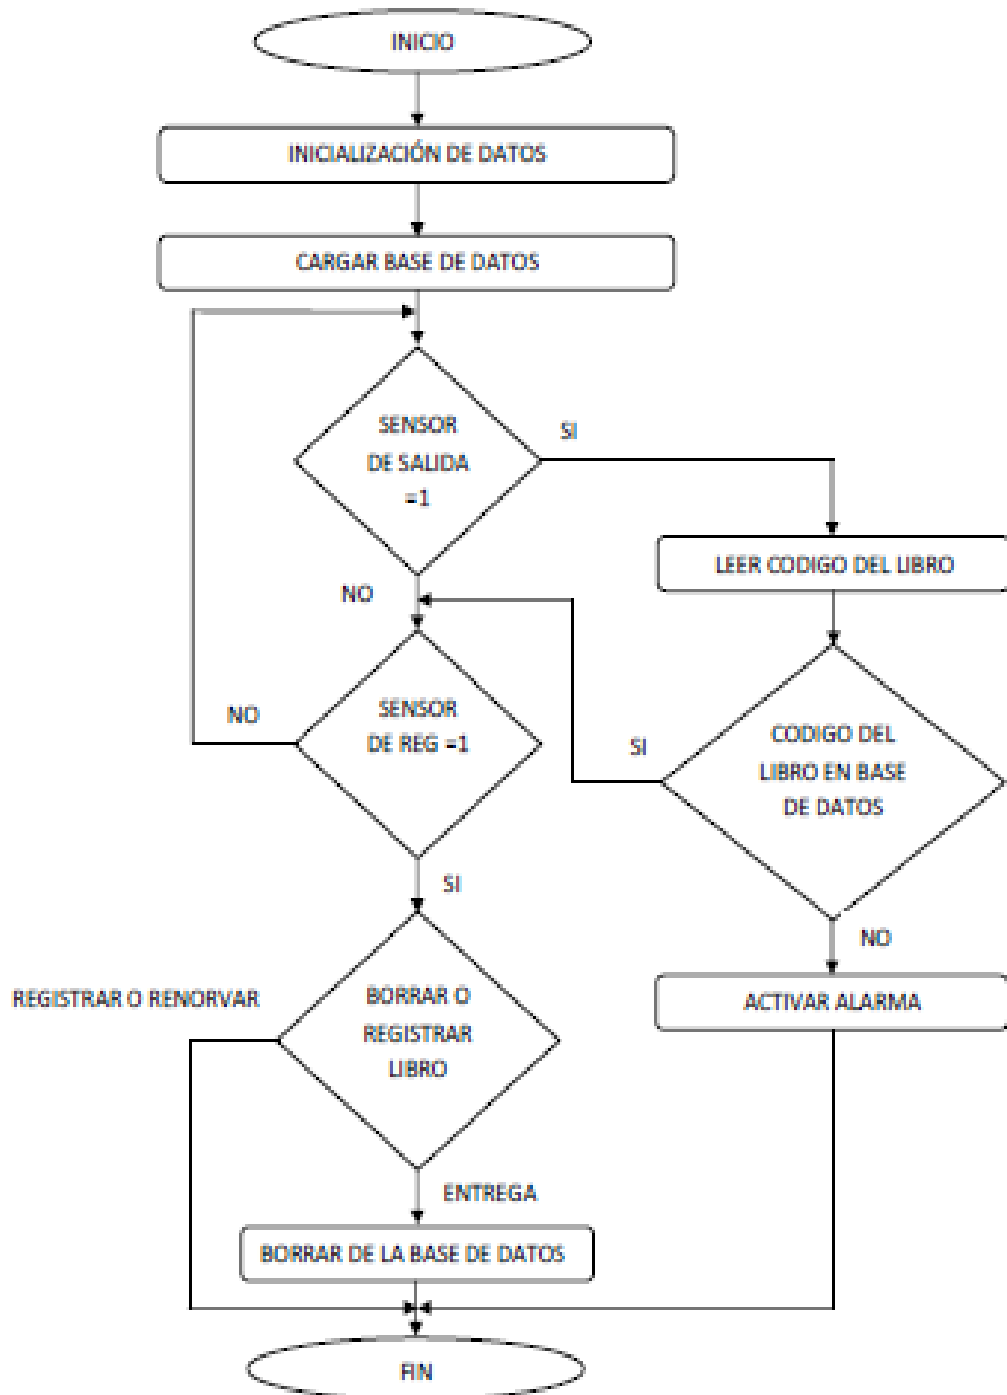 INICIO
INICIALIZACIÓN DE DATOS
CARGAR BASE DE DATOS
SENSOR
DE SALIDA
=1
SI
LEER CODIGO DEL LIBRO
NO
SENSOR
DE REG =1
NO
SI
CODIGO DEL
LIBRO EN BASE
DE DATOS
SI
NO
REGISTRAR O RENORVAR
BORRAR O
REGISTRAR
LIBRO
ACTIVAR ALARMA
ENTREGA
BORRAR DE LA BASE DE DATOS
FIN